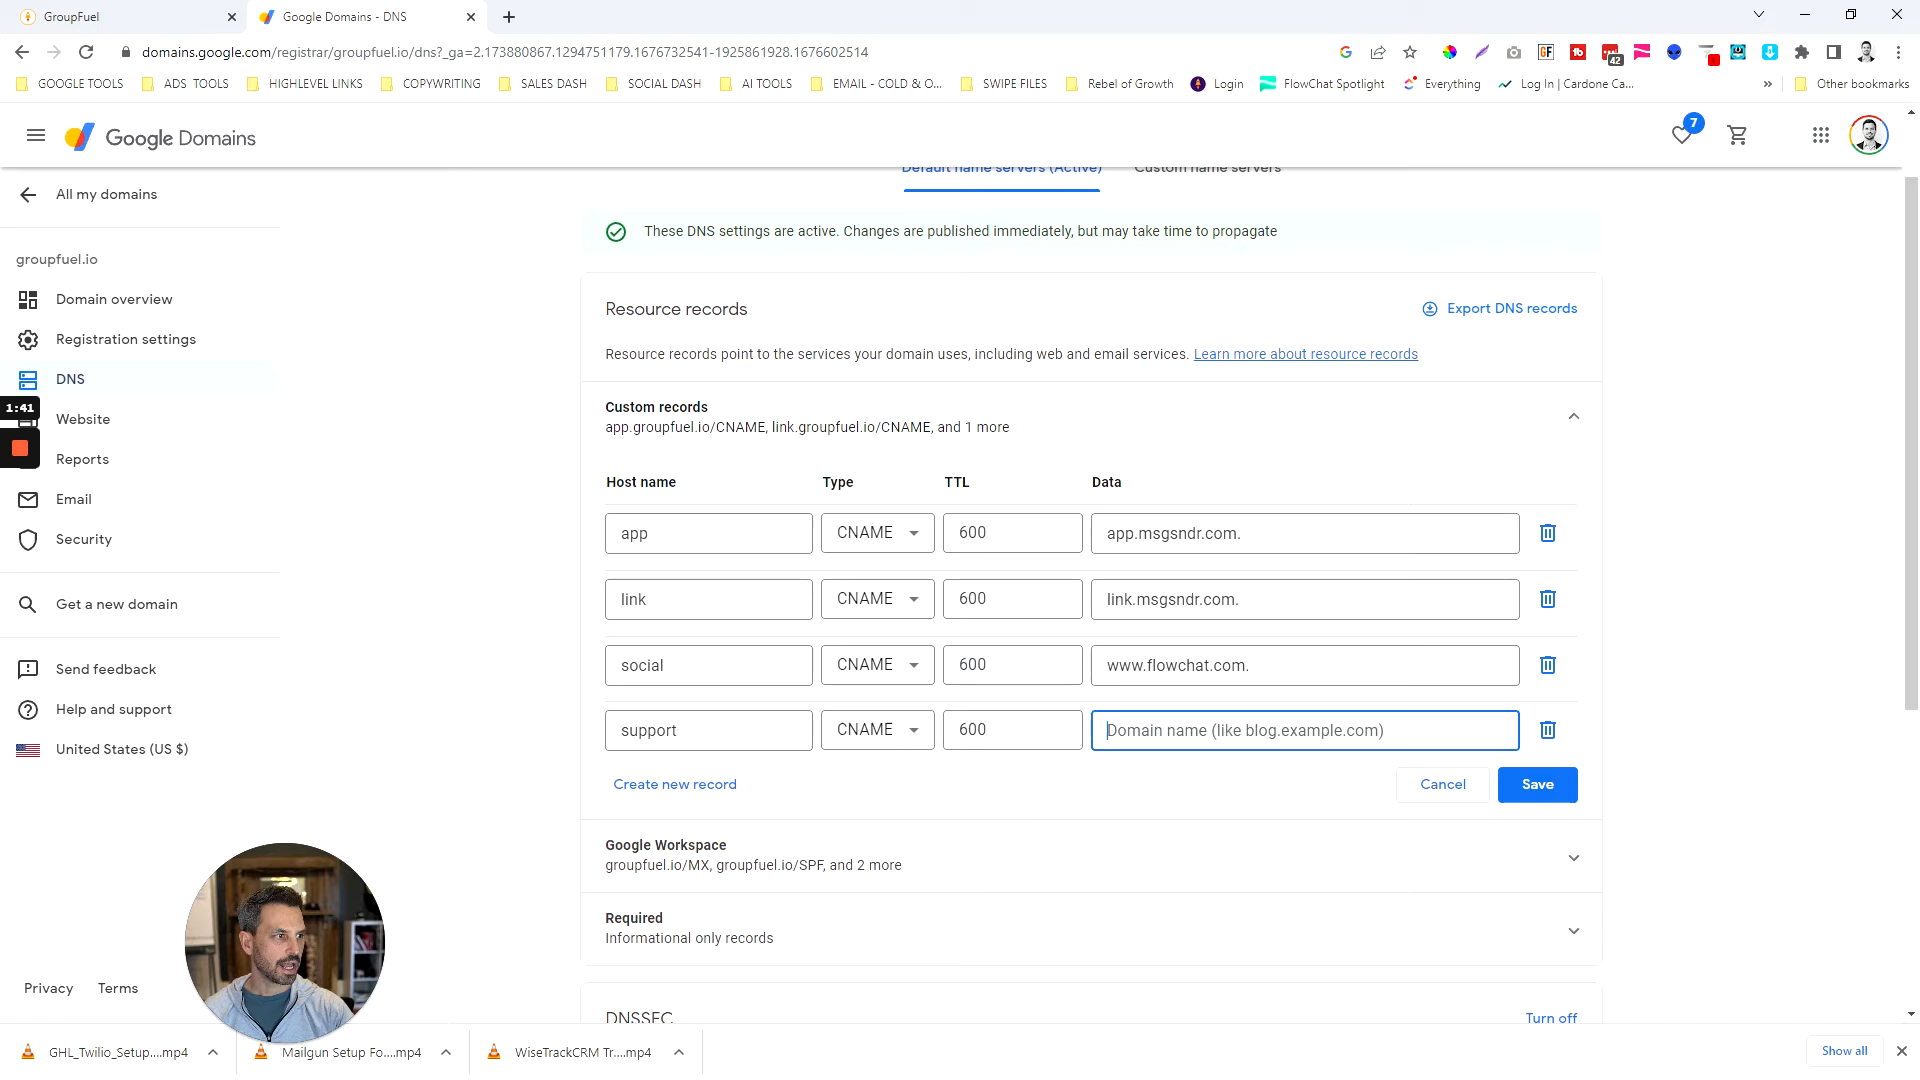 GroupFuel
Google Domains - DNS
domains.google.com/registrar/groupfuel.io/dns?_ga=2.173880867.1294751179.1676732541-1925861928.1676602514
GF
42
GOOGLE TOOLS
ADS TOOLS
HIGHLEVEL LINKS
COPYWRITING
SALES DASH
SOCIAL DASH
AI TOOLS
EMAIL - COLD & O...
SWIPE FILES
Rebel of Growth
Login
FlowChat Spotlight
Everything
Log In | Cardone Ca...
»
Other bookmarks
Google Domains
7
Default name servers (Active)
Custom name servers
All my domains
groupfuel.io
Domain overview
Registration settings
DNS
1:41
Website
Reports
Email
Security
Get a new domain
Send feedback
Help and support
United States (US $)
Privacy
Terms
These DNS settings are active. Changes are published immediately, but may take time to propagate
Resource records
Export DNS records
Resource records point to the services your domain uses, including web and email services. Learn more about resource records
Custom records
app.groupfuel.io/CNAME, link.groupfuel.io/CNAME, and 1 more
Host name Type TTL Data
app CNAME 600 app.msgsndr.com.
link CNAME 600 link.msgsndr.com.
social CNAME 600 www.flowchat.com.
support CNAME 600 Domain name (like blog.example.com)
Create new record
Cancel
Save
Google Workspace
groupfuel.io/MX, groupfuel.io/SPF, and 2 more
Required
Informational only records
DNSSEC
Turn off
GHL_Twilio_Setup....mp4
Mailgun Setup Fo....mp4
WiseTrackCRM Tr....mp4
Show all